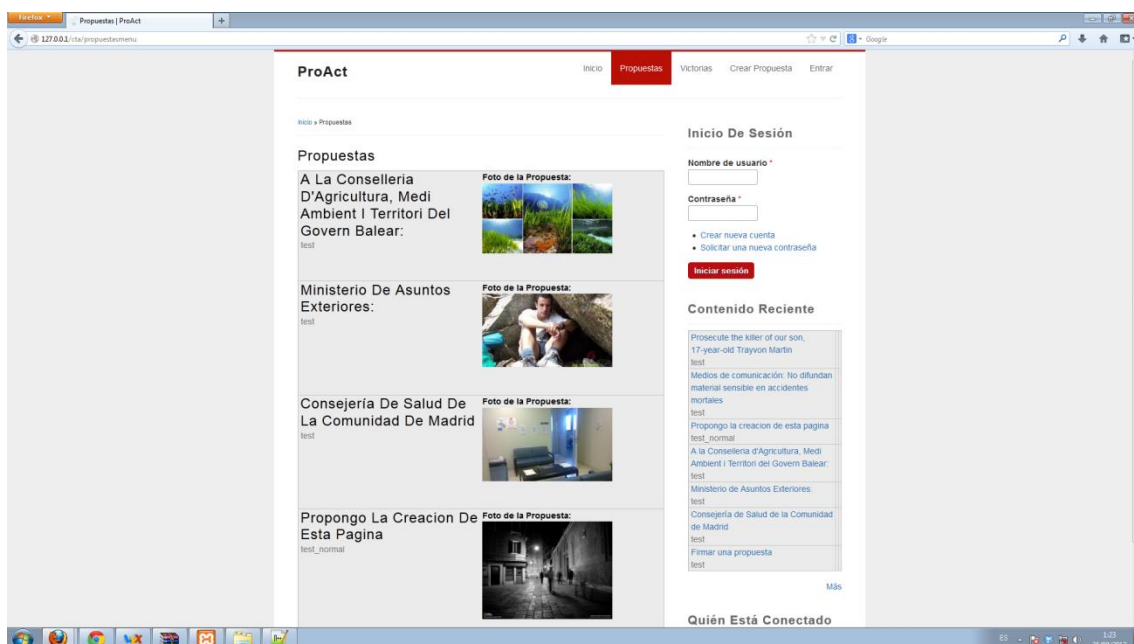 Firefox
Propuestas | ProAct
127.0.0.1/cta/propuestasmenu
Google
ProAct
Inicio
Propuestas
Victorias
Crear Propuesta
Entrar
Inicio » Propuestas
Propuestas
A La Conselleria
D'Agricultura, Medi
Ambient I Territori Del
Govern Balear:
test
Foto de la Propuesta:
Ministerio De Asuntos
Exteriores:
test
Foto de la Propuesta:
Consejería De Salud De
La Comunidad De Madrid
test
Foto de la Propuesta:
Propongo La Creacion De
Esta Pagina
test_normal
Foto de la Propuesta:
Inicio De Sesión
Nombre de usuario *
Contraseña *
Crear nueva cuenta
Solicitar una nueva contraseña
Iniciar sesión
Contenido Reciente
Prosecute the killer of our son,
17-year-old Trayvon Martin
test
Medios de comunicación: No difundan
material sensible en accidentes
mortales
test
Propongo la creacion de esta pagina
test_normal
A la Conselleria d'Agricultura, Medi
Ambient i Territori del Govern Balear:
test
Ministerio de Asuntos Exteriores:
test
Consejería de Salud de la Comunidad
de Madrid
test
Firmar una propuesta
test
Más
Quién Está Conectado
ES
1:23